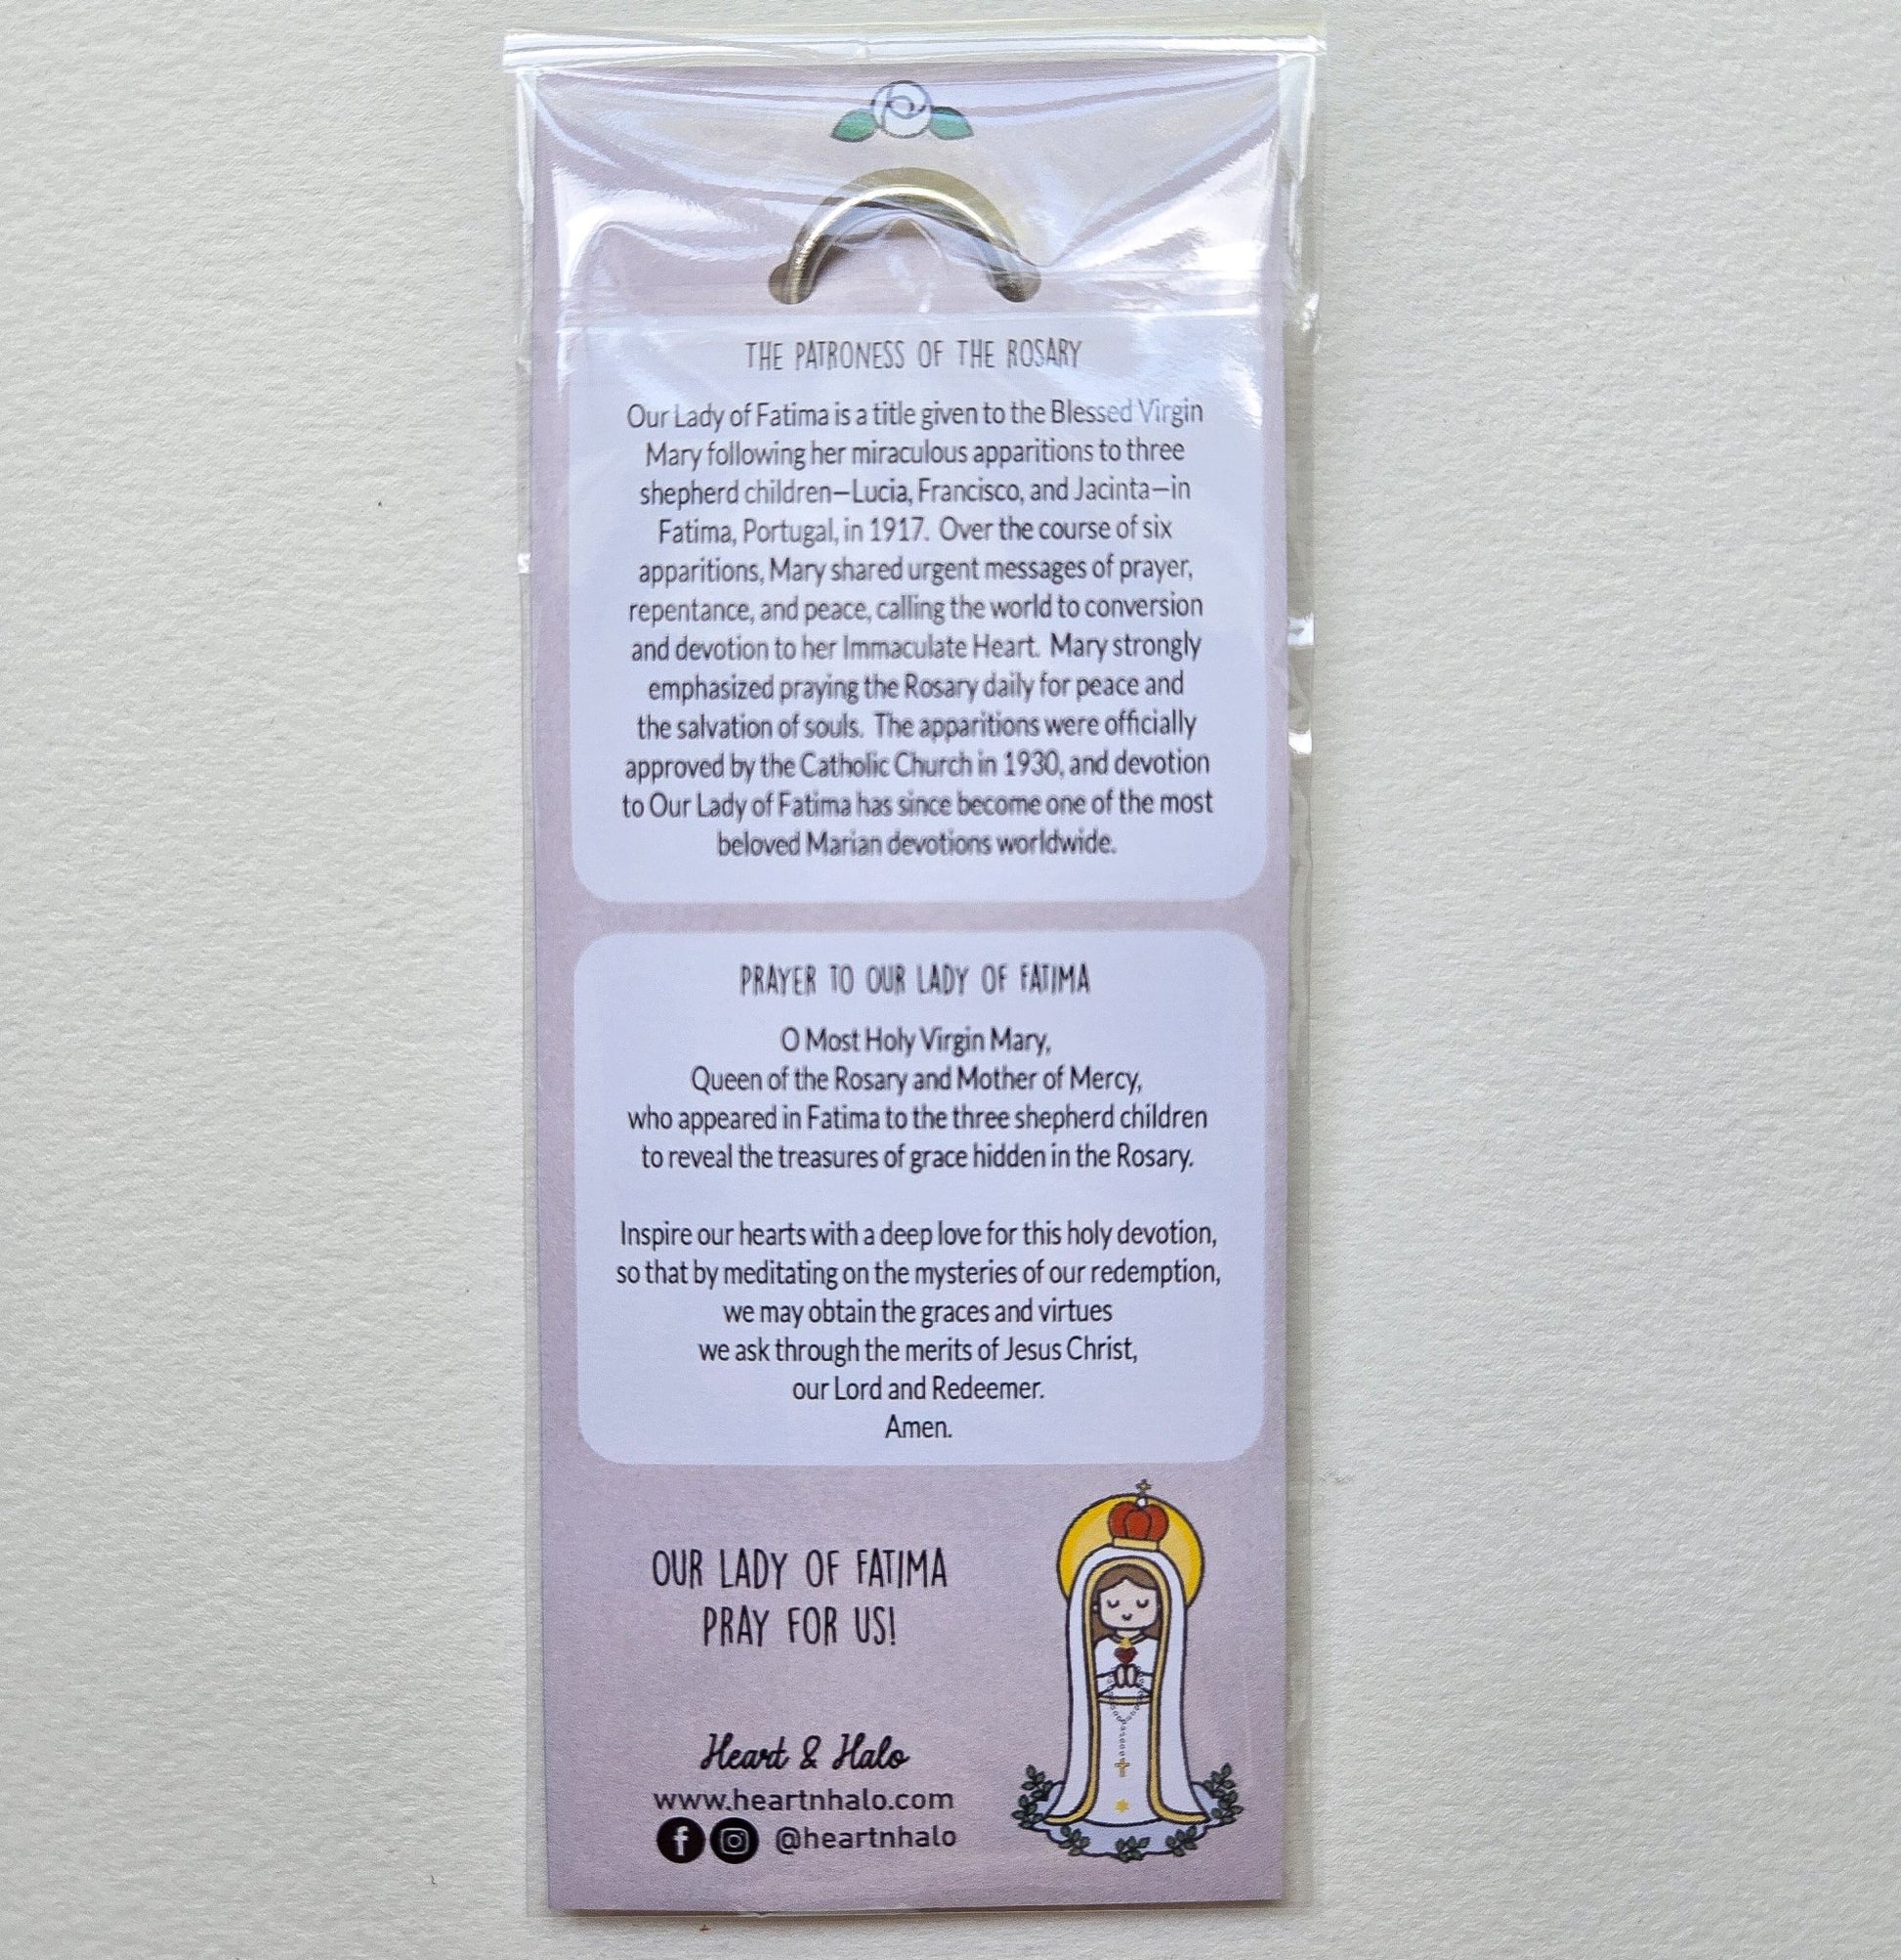 THE PATRONESS OF THE ROSARY
Our Lady of Fatima is a title given to the Blessed Virgin
Mary following her miraculous apparitions to three
shepherd children—Lucia, Francisco, and Jacinta—in
Fatima, Portugal, in 1917. Over the course of six
apparitions, Mary shared urgent messages of prayer,
repentance, and peace, calling the world to conversion
and devotion to her Immaculate Heart. Mary strongly
emphasized praying the Rosary daily for peace and
the salvation of souls. The apparitions were officially
approved by the Catholic Church in 1930, and devotion
to Our Lady of Fatima has since become one of the most
beloved Marian devotions worldwide.
PRAYER TO OUR LADY OF FATIMA
O Most Holy Virgin Mary,
Queen of the Rosary and Mother of Mercy,
who appeared in Fatima to the three shepherd children
to reveal the treasures of grace hidden in the Rosary.
Inspire our hearts with a deep love for this holy devotion,
so that by meditating on the mysteries of our redemption,
we may obtain the graces and virtues
we ask through the merits of Jesus Christ,
our Lord and Redeemer.
Amen.
OUR LADY OF FATIMA
PRAY FOR US!
Heart & Halo
www.heartnhalo.com
@heartnhalo